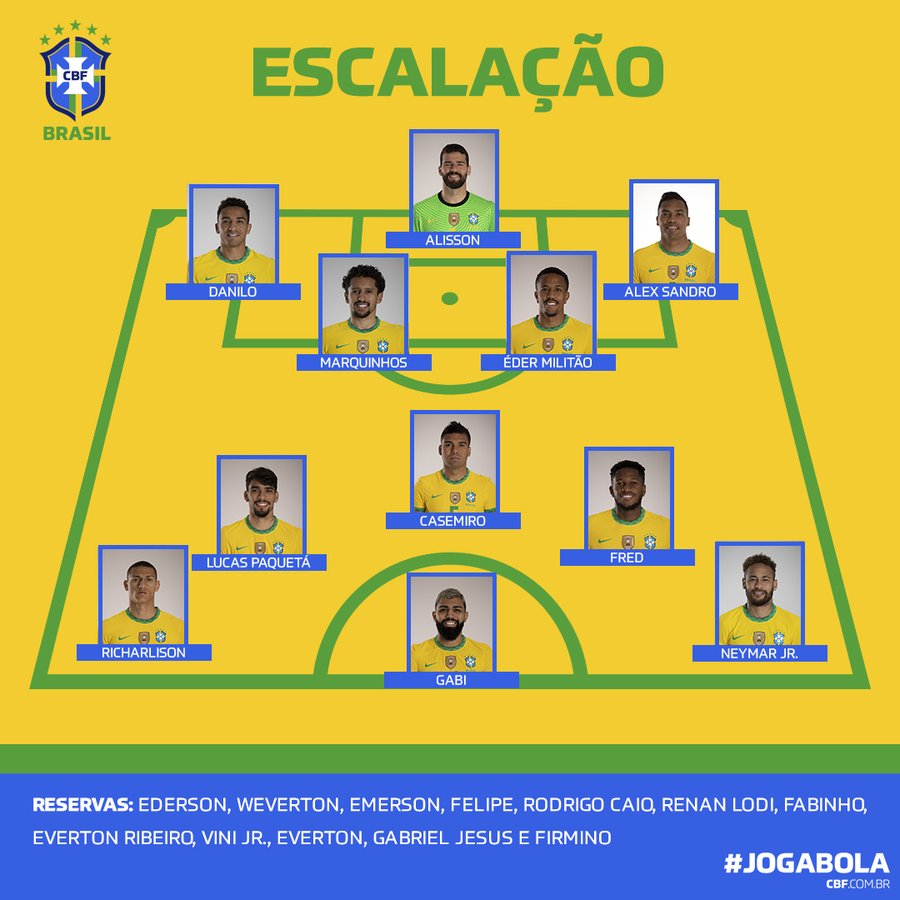 CBF
BRASIL
ESCALAÇÃO
ALISSON
DANILO
ALEX SANDRO
MARQUINHOS
ÉDER MILITÃO
CASEMIRO
LUCAS PAQUETÁ
FRED
RICHARLISON
NEYMAR JR.
GABI
RESERVAS: EDERSON, WEVERTON, EMERSON, FELIPE, RODRIGO CAIO, RENAN LODI, FABINHO,
EVERTON RIBEIRO, VINI JR., EVERTON, GABRIEL JESUS E FIRMINO
#JOGABOLA
CBF.COM.BR